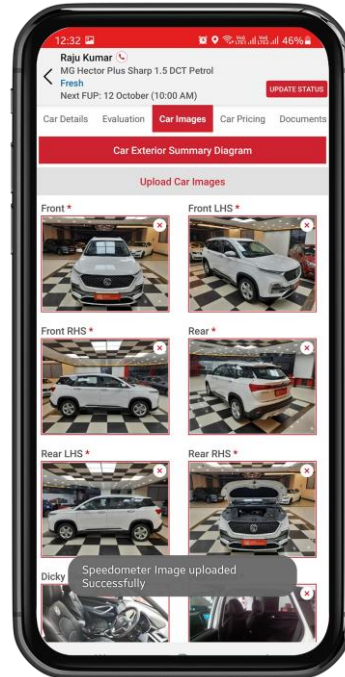 12:32 46%
Raju Kumar
MG Hector Plus Sharp 1.5 DCT Petrol
Fresh
Next FUP: 12 October (10:00 AM)
UPDATE STATUS
Car Details Evaluation Car Images Car Pricing Documents
Car Exterior Summary Diagram
Upload Car Images
Front * Front LHS *
Front RHS * Rear *
Rear LHS * Rear RHS *
Dicky
Speedometer Image uploaded
Successfully